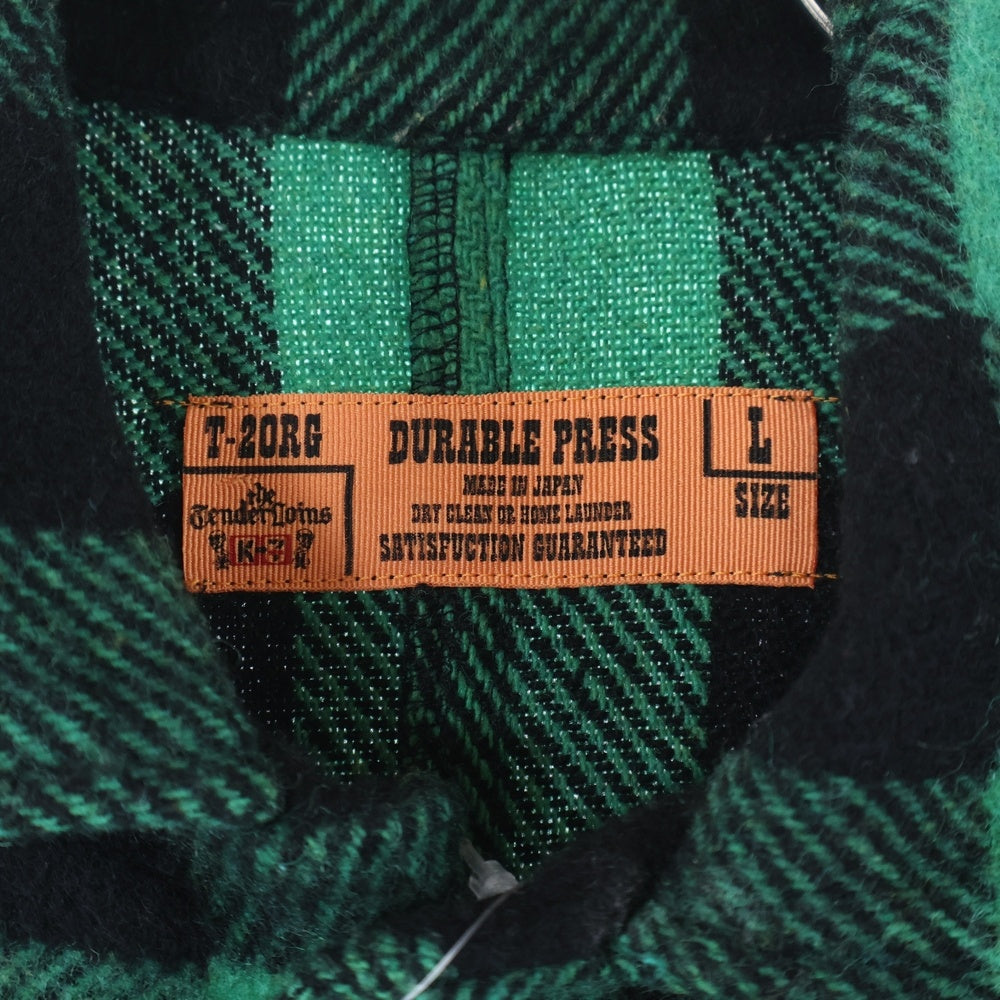 T-20RG
the
Tenderloins
K-3
DURABLE PRESS
MADE IN JAPAN
DRY CLEAN OR HOME LAUNDER
SATISFUCTION GUARANTEED
L
SIZE